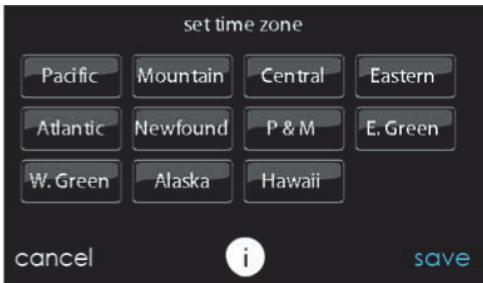 set time zone
Pacific Mountain Central Eastern
Atlantic Newfound P & M E. Green
W. Green Alaska Hawaii
cancel i save